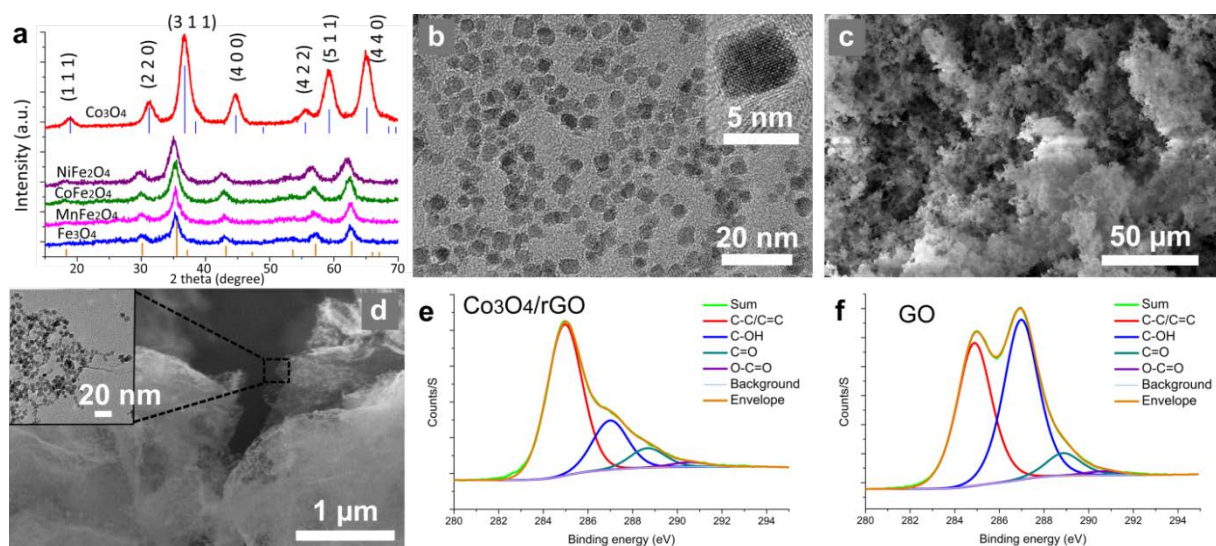 a
(1 1 1)
(2 2 0)
(3 1 1)
(4 0 0)
(4 2 2)
(5 1 1)
(4 4 0)
Co3O4
NiFe2O4
CoFe2O4
MnFe2O4
Fe3O4
Intensity (a.u.)
20 30 40 50 60 70
2 theta (degree)
b
5 nm
20 nm
c
50 µm
d
20 nm
1 µm
e
Co3O4/rGO
Sum
C-C/C=C
C-OH
C=O
O-C=O
Background
Envelope
Counts/S
280 282 284 286 288 290 292 294
Binding energy (eV)
f
GO
Sum
C-C/C=C
C-OH
C=O
O-C=O
Background
Envelope
Counts/S
280 282 284 286 288 290 292 294
Binding energy (eV)